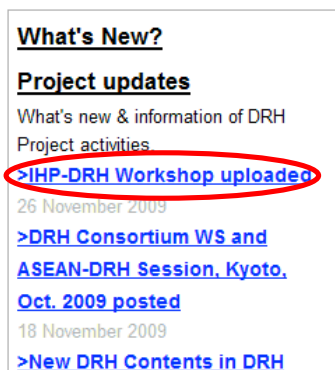 What's New?
Project updates
What's new & information of DRH
Project activities
>IHP-DRH Workshop uploaded
26 November 2009
>DRH Consortium WS and
ASEAN-DRH Session, Kyoto,
Oct. 2009 posted
18 November 2009
>New DRH Contents in DRH